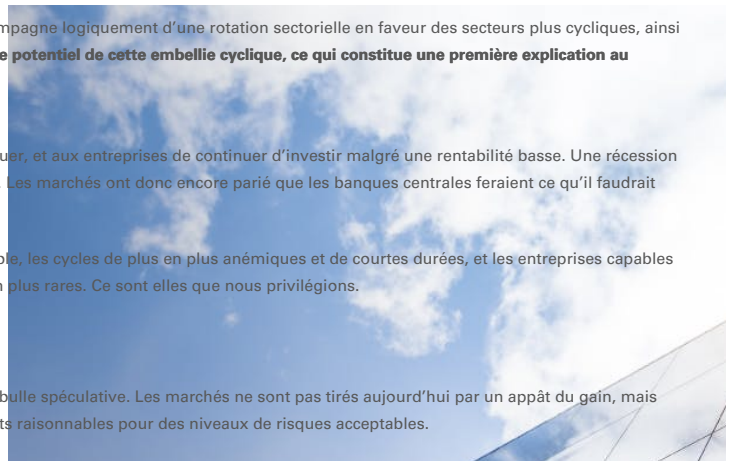 mpagne logiquement d’une rotation sectorielle en faveur des secteurs plus cycliques, ainsi
e potentiel de cette embellie cyclique, ce qui constitue une première explication au
uer, et aux entreprises de continuer d’investir malgré une rentabilité basse. Une récession
. Les marchés ont donc encore parié que les banques centrales feraient ce qu’il faudrait
ple, les cycles de plus en plus anémiques et de courtes durées, et les entreprises capables
n plus rares. Ce sont elles que nous privilégions.
bulle spéculative. Les marchés ne sont pas tirés aujourd’hui par un appât du gain, mais
ts raisonnables pour des niveaux de risques acceptables.